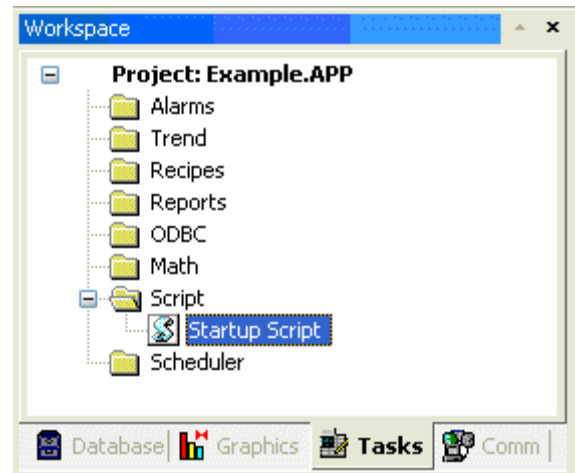 Workspace
Project: Example.APP
Alarms
Trend
Recipes
Reports
ODBC
Math
Script
Startup Script
Scheduler
Database Graphics Tasks Comm